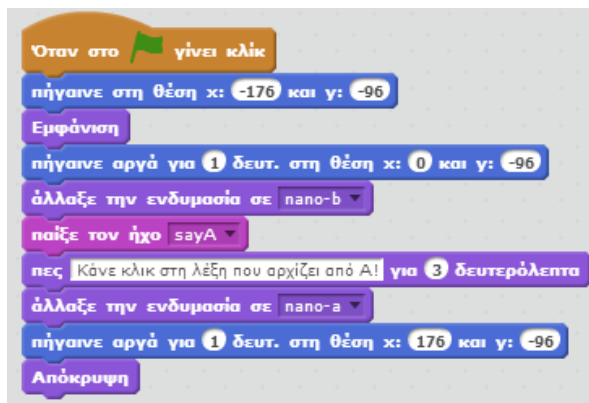 Όταν στο γίνει κλικ
πήγαινε στη θέση x: -176 και y: -96
Εμφάνιση
πήγαινε αργά για 1 δευτ. στη θέση x: 0 και y: -96
άλλαξε την ενδυμασία σε nano-b
παίξε τον ήχο sayA
πες Κάνε κλικ στη λέξη που αρχίζει από Α! για 3 δευτερόλεπτα
άλλαξε την ενδυμασία σε nano-a
πήγαινε αργά για 1 δευτ. στη θέση x: 176 και y: -96
Απόκρυψη